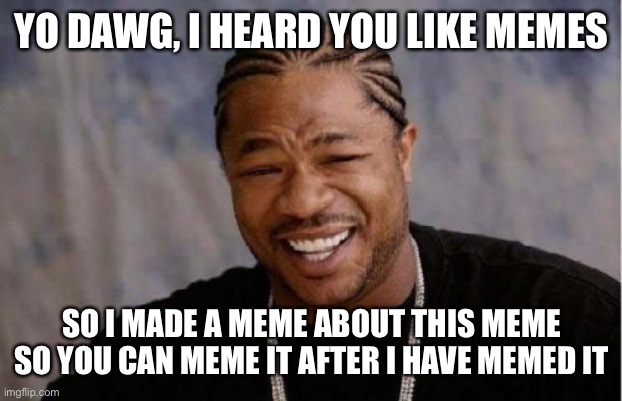 YO DAWG, I HEARD YOU LIKE MEMES
SO I MADE A MEME ABOUT THIS MEME
SO YOU CAN MEME IT AFTER I HAVE MEMED IT
imgflip.com